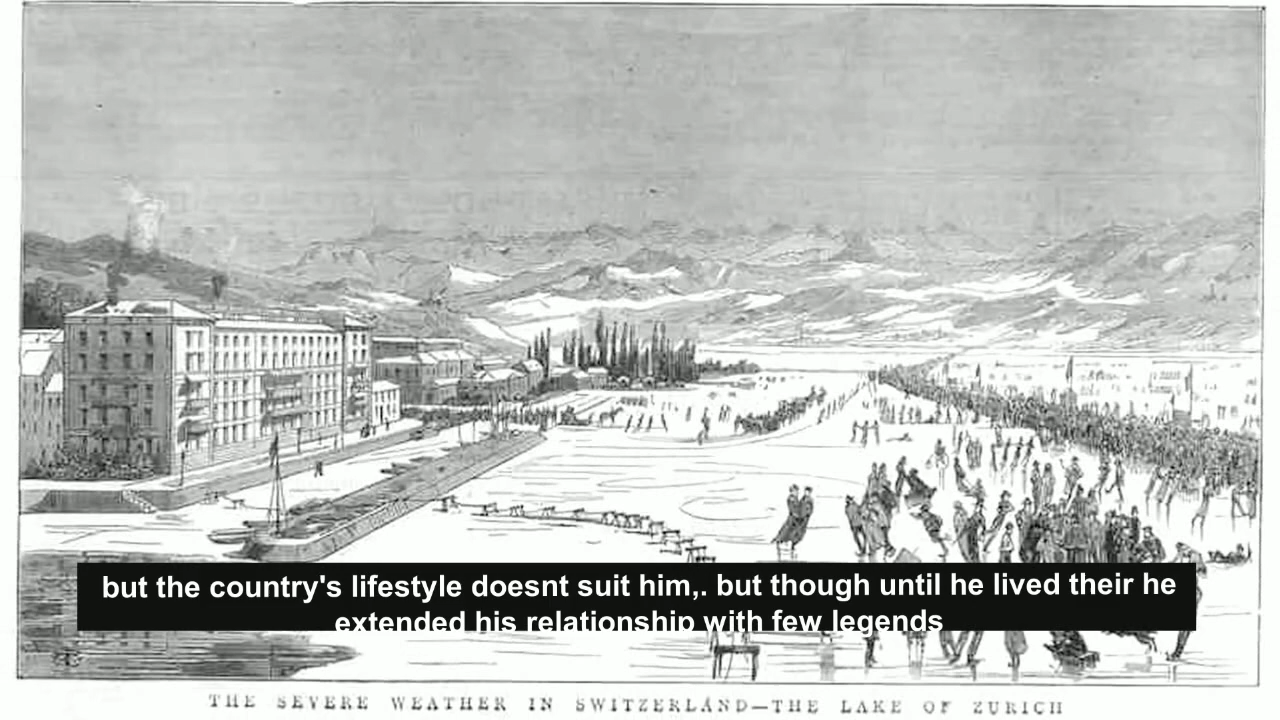 but the country's lifestyle doesnt suit him,. but though until he lived their he
extended his relationship with few legends
THE SEVERE WEATHER IN SWITZERLAND—THE LAKE OF ZURICH